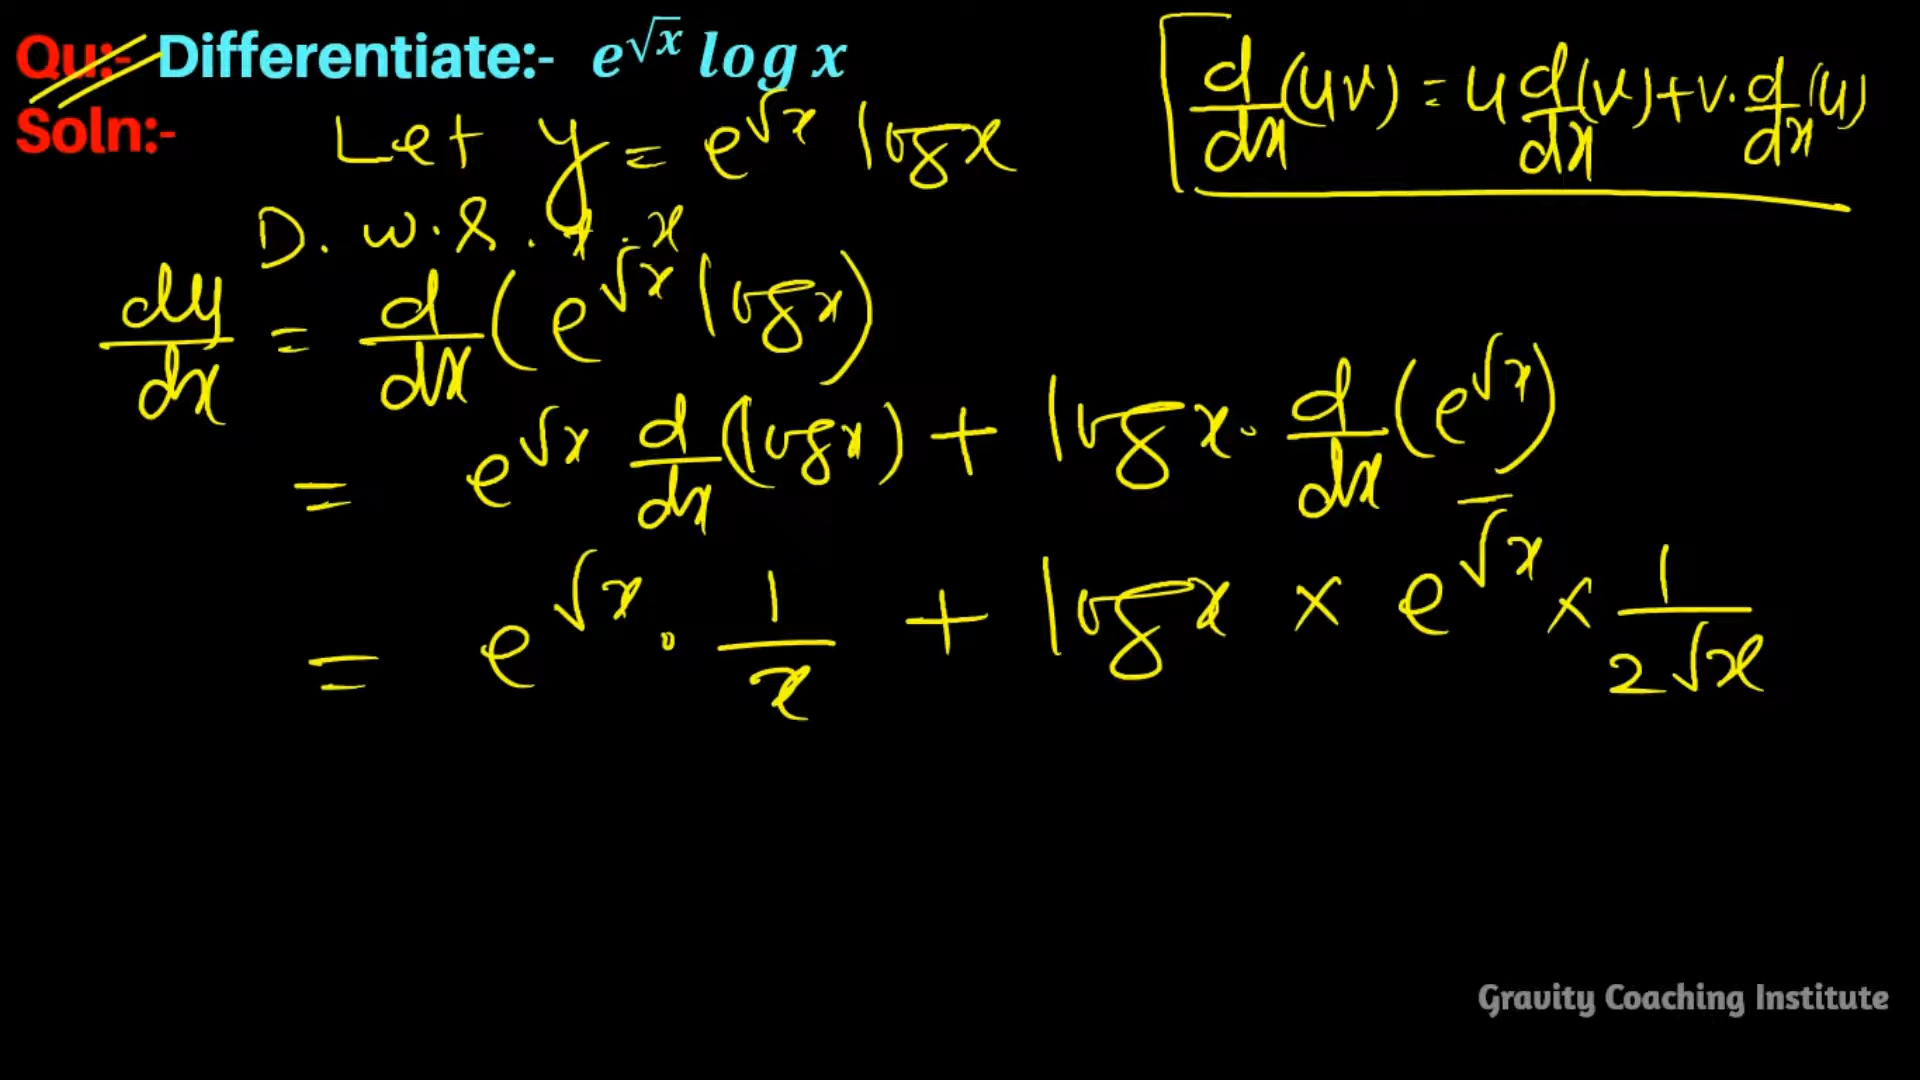 Qu:- Differentiate:- e^√x log x
d/dx (uv) = u d/dx (v) + v. d/dx (u)
Soln:- Let y = e^√x log x
D. w. r. t. x
dy/dx = d/dx (e^√x log x)
= e^√x d/dx (log x) + log x . d/dx (e^√x)
= e^√x . 1/x + log x × e^√x × 1/2√x
Gravity Coaching Institute